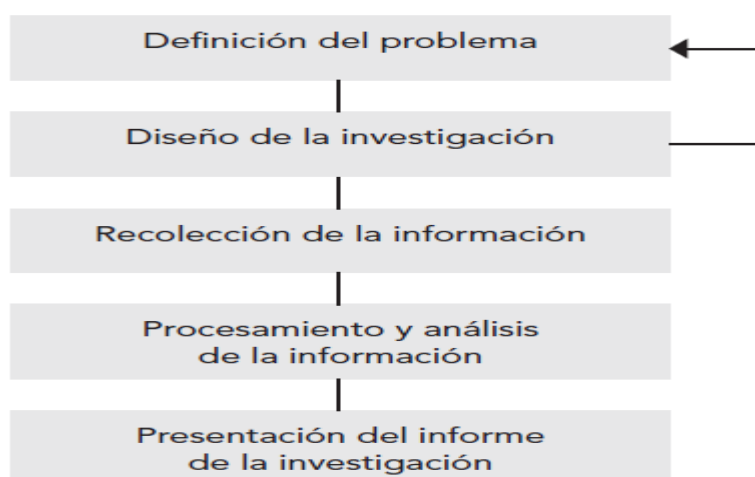 Definición del problema
Diseño de la investigación
Recolección de la información
Procesamiento y análisis
de la información
Presentación del informe
de la investigación